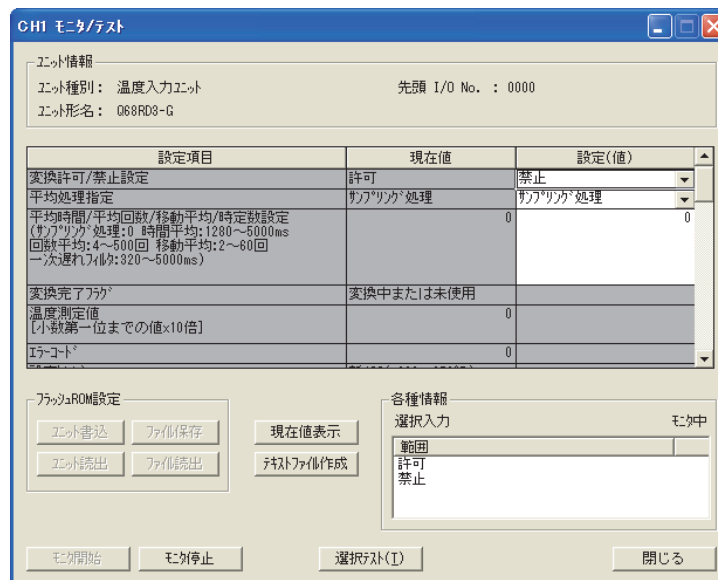 CH1 ﾓﾆﾀ/ﾃｽﾄ
ﾕﾆｯﾄ情報
ﾕﾆｯﾄ種別： 温度入力ﾕﾆｯﾄ 先頭 I/O No. : 0000
ﾕﾆｯﾄ形名： Q68RD3-G
設定項目 現在値 設定(値)
変換許可/禁止設定 許可 禁止
平均処理指定 ｻﾝﾌﾟﾘﾝｸﾞ処理 ｻﾝﾌﾟﾘﾝｸﾞ処理
平均時間/平均回数/移動平均/時定数設定 0 0
(ｻﾝﾌﾟﾘﾝｸﾞ処理:0 時間平均:1280～5000ms
回数平均:4～500回 移動平均:2～60回
一次遅れﾌｨﾙﾀ:320～5000ms)
変換完了ﾌﾗｸﾞ 変換中または未使用
温度測定値 0
[小数第一位までの値x10倍]
ｴﾗｰｺｰﾄﾞ 0
ﾌﾗｯｼｭROM設定 各種情報
ﾕﾆｯﾄ書込 ﾌｧｲﾙ保存 現在値表示 選択入力 ﾓﾆﾀ中
ﾕﾆｯﾄ読出 ﾌｧｲﾙ読出 ﾃｷｽﾄﾌｧｲﾙ作成 範囲
許可
禁止
ﾓﾆﾀ開始 ﾓﾆﾀ停止 選択ﾃｽﾄ(T) 閉じる